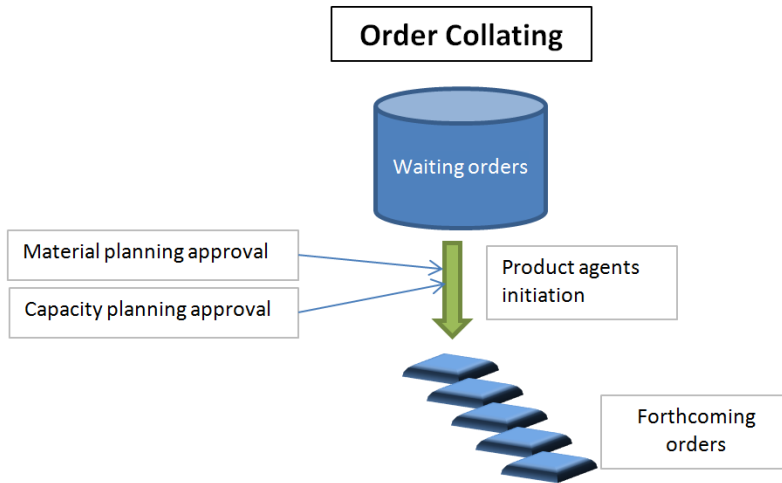 Order Collating
Waiting orders
Material planning approval
Capacity planning approval
Product agents
initiation
Forthcoming
orders